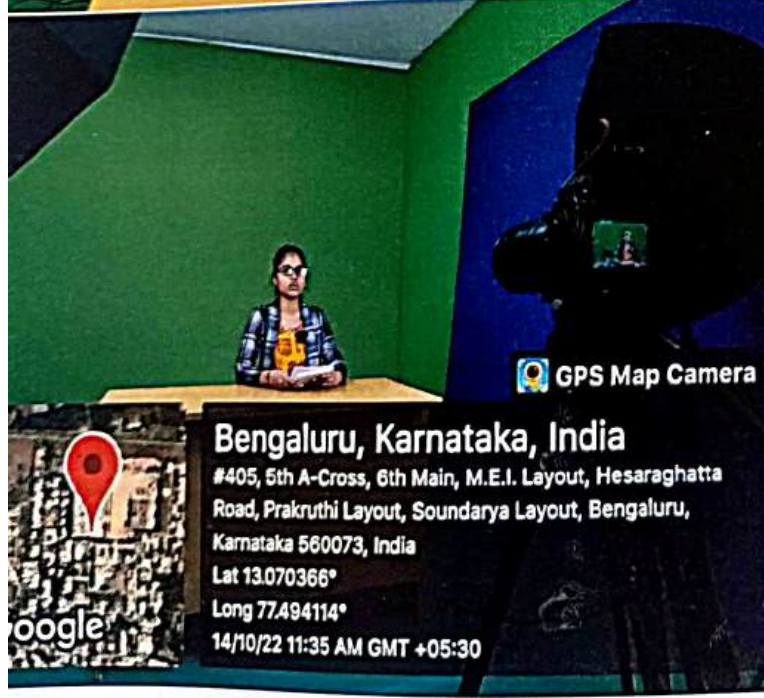 GPS Map Camera
Bengaluru, Karnataka, India
#405, 5th A-Cross, 6th Main, M.E.I. Layout, Hesaraghatta
Road, Prakruthi Layout, Soundarya Layout, Bengaluru,
Karnataka 560073, India
Lat 13.070366°
Long 77.494114°
14/10/22 11:35 AM GMT +05:30
oogle